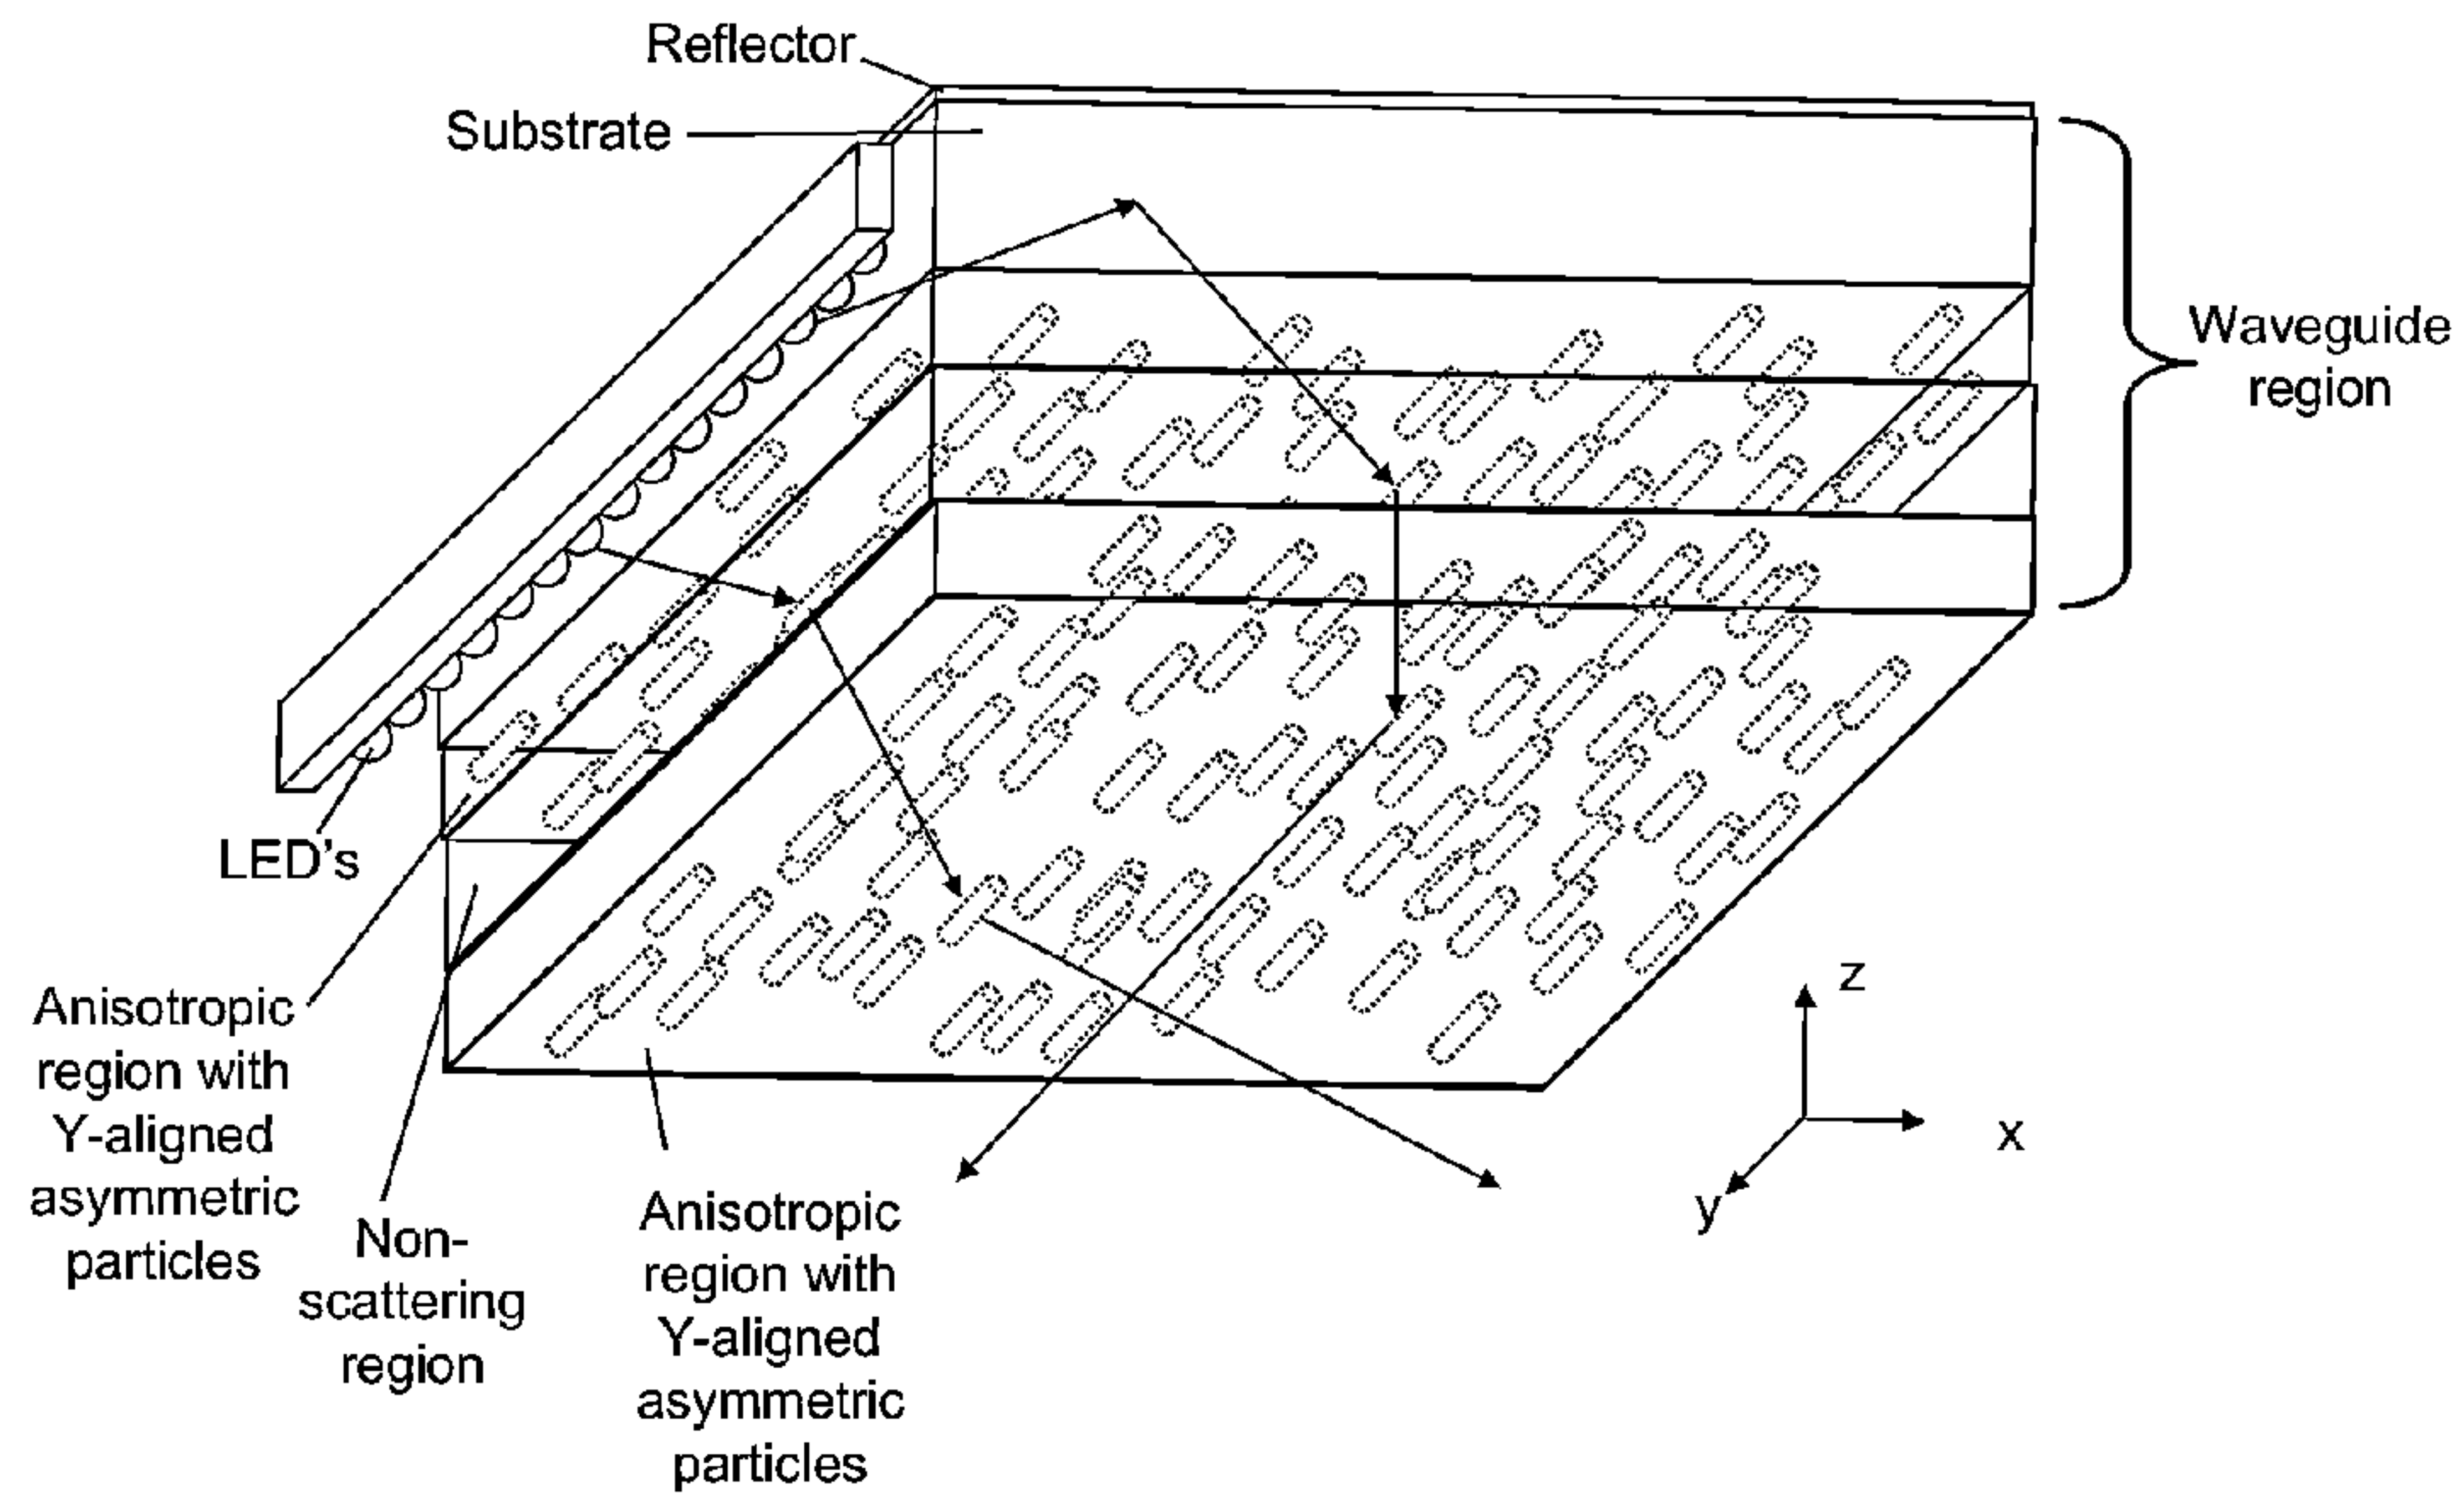 Reflector
Substrate
Waveguide
region
LED's
Anisotropic
region with
Y-aligned
asymmetric
particles
Non-
scattering
region
Anisotropic
region with
Y-aligned
asymmetric
particles
z
x
y